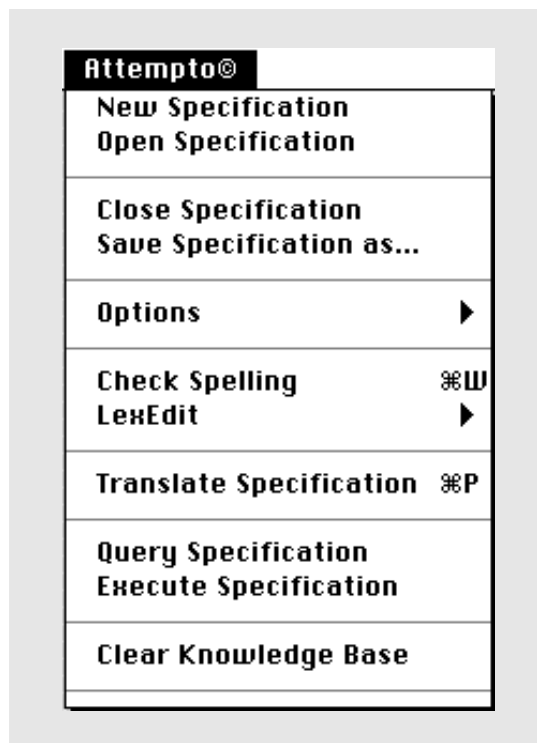 Attempto©
New Specification
Open Specification
Close Specification
Save Specification as...
Options
Check Spelling ⌘W
LexEdit
Translate Specification ⌘P
Query Specification
Execute Specification
Clear Knowledge Base